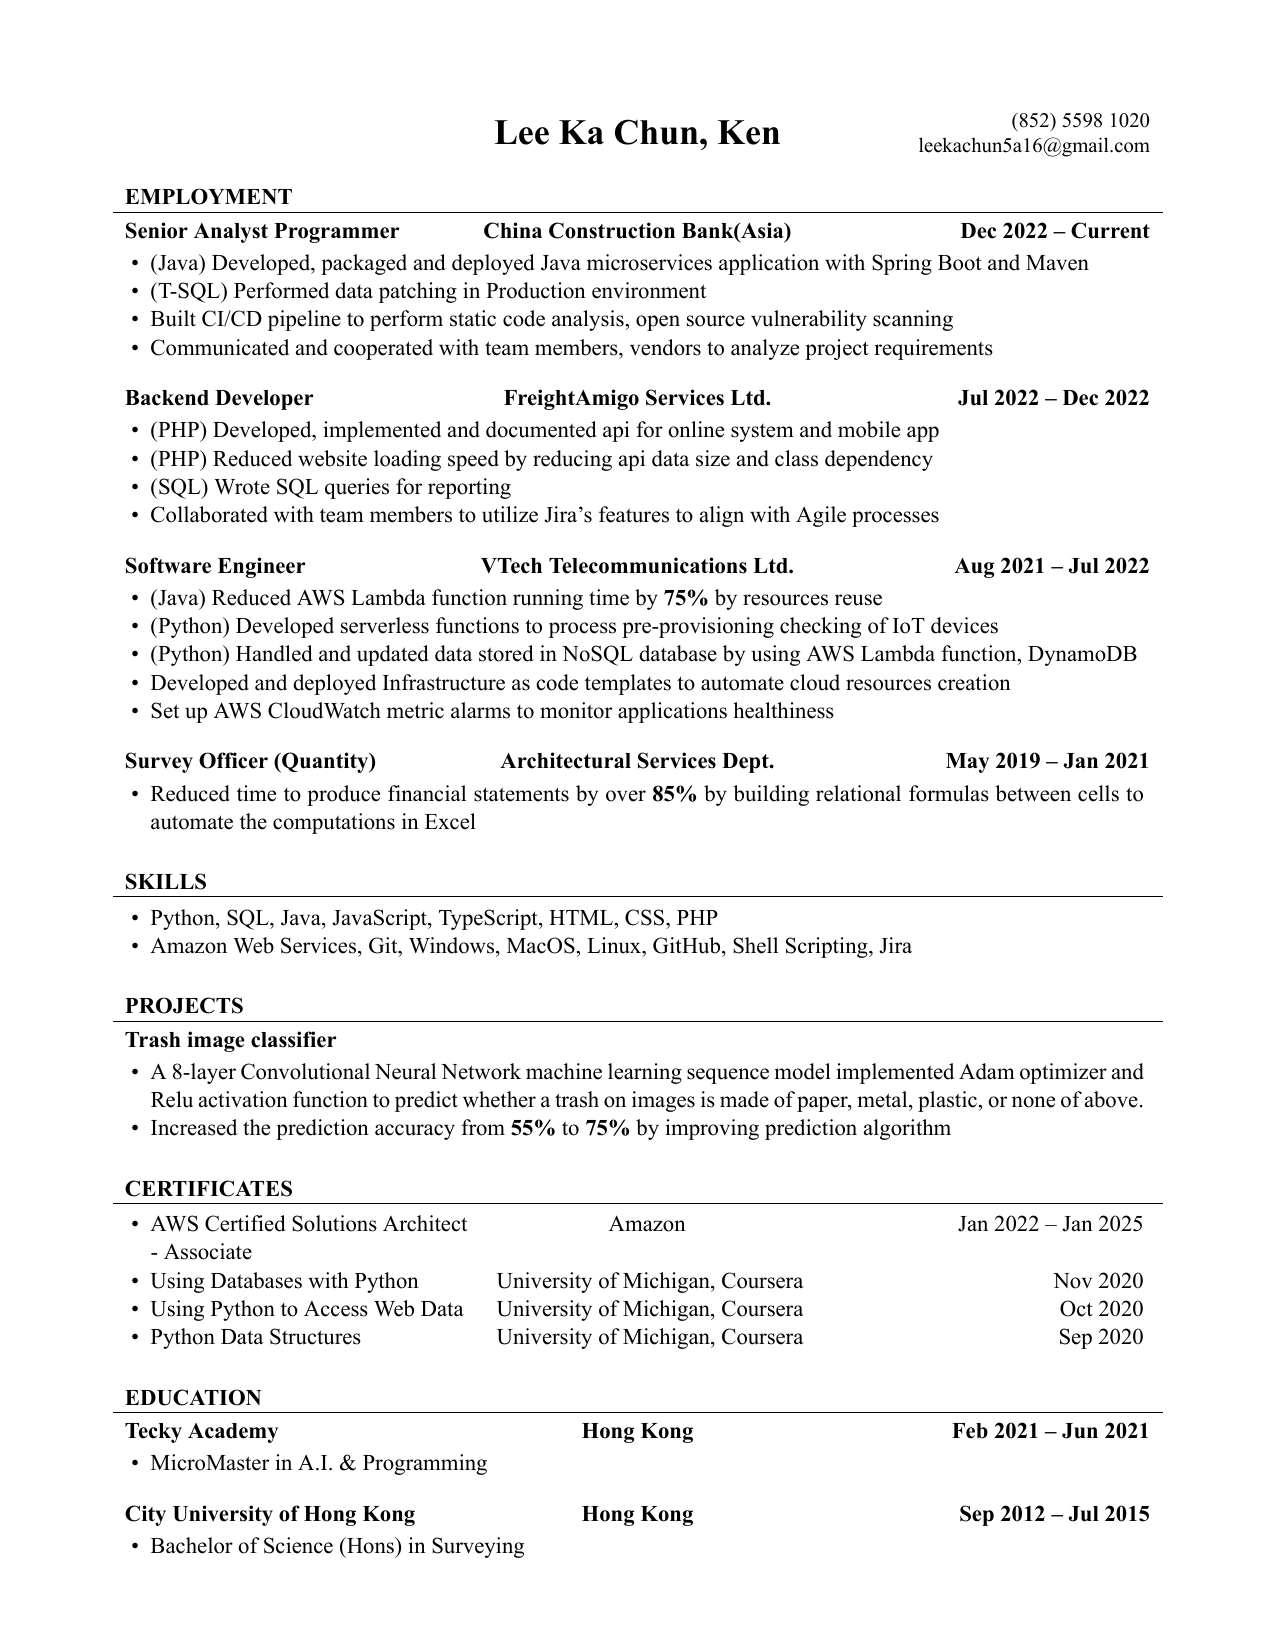 Lee Ka Chun, Ken
(852) 5598 1020
leekachun5a16@gmail.com
EMPLOYMENT
Senior Analyst Programmer China Construction Bank(Asia) Dec 2022 – Current
• (Java) Developed, packaged and deployed Java microservices application with Spring Boot and Maven
• (T-SQL) Performed data patching in Production environment
• Built CI/CD pipeline to perform static code analysis, open source vulnerability scanning
• Communicated and cooperated with team members, vendors to analyze project requirements
Backend Developer FreightAmigo Services Ltd. Jul 2022 – Dec 2022
• (PHP) Developed, implemented and documented api for online system and mobile app
• (PHP) Reduced website loading speed by reducing api data size and class dependency
• (SQL) Wrote SQL queries for reporting
• Collaborated with team members to utilize Jira’s features to align with Agile processes
Software Engineer VTech Telecommunications Ltd. Aug 2021 – Jul 2022
• (Java) Reduced AWS Lambda function running time by 75% by resources reuse
• (Python) Developed serverless functions to process pre-provisioning checking of IoT devices
• (Python) Handled and updated data stored in NoSQL database by using AWS Lambda function, DynamoDB
• Developed and deployed Infrastructure as code templates to automate cloud resources creation
• Set up AWS CloudWatch metric alarms to monitor applications healthiness
Survey Officer (Quantity) Architectural Services Dept. May 2019 – Jan 2021
• Reduced time to produce financial statements by over 85% by building relational formulas between cells to
automate the computations in Excel
SKILLS
• Python, SQL, Java, JavaScript, TypeScript, HTML, CSS, PHP
• Amazon Web Services, Git, Windows, MacOS, Linux, GitHub, Shell Scripting, Jira
PROJECTS
Trash image classifier
• A 8-layer Convolutional Neural Network machine learning sequence model implemented Adam optimizer and
Relu activation function to predict whether a trash on images is made of paper, metal, plastic, or none of above.
• Increased the prediction accuracy from 55% to 75% by improving prediction algorithm
CERTIFICATES
• AWS Certified Solutions Architect Amazon Jan 2022 – Jan 2025
- Associate
• Using Databases with Python University of Michigan, Coursera Nov 2020
• Using Python to Access Web Data University of Michigan, Coursera Oct 2020
• Python Data Structures University of Michigan, Coursera Sep 2020
EDUCATION
Tecky Academy Hong Kong Feb 2021 – Jun 2021
• MicroMaster in A.I. & Programming
City University of Hong Kong Hong Kong Sep 2012 – Jul 2015
• Bachelor of Science (Hons) in Surveying